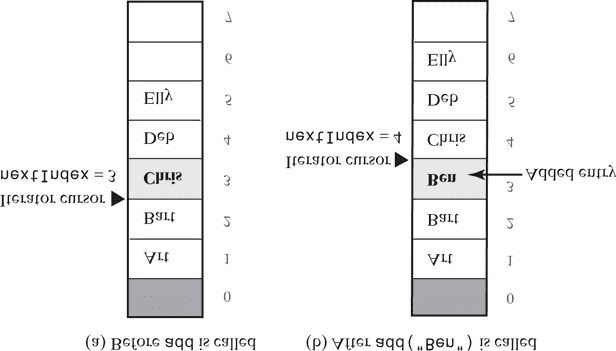 (a) Before add is called
0
Art 1
Bart 2
Iterator cursor
nextIndex = 3
Chris 3
Deb 4
Elly 5
6
7
(b) After add("Ben") is called
0
Art 1
Bart 2
Ben 3
Added entry
Iterator cursor
nextIndex = 4
Chris 4
Deb 5
Elly 6
7